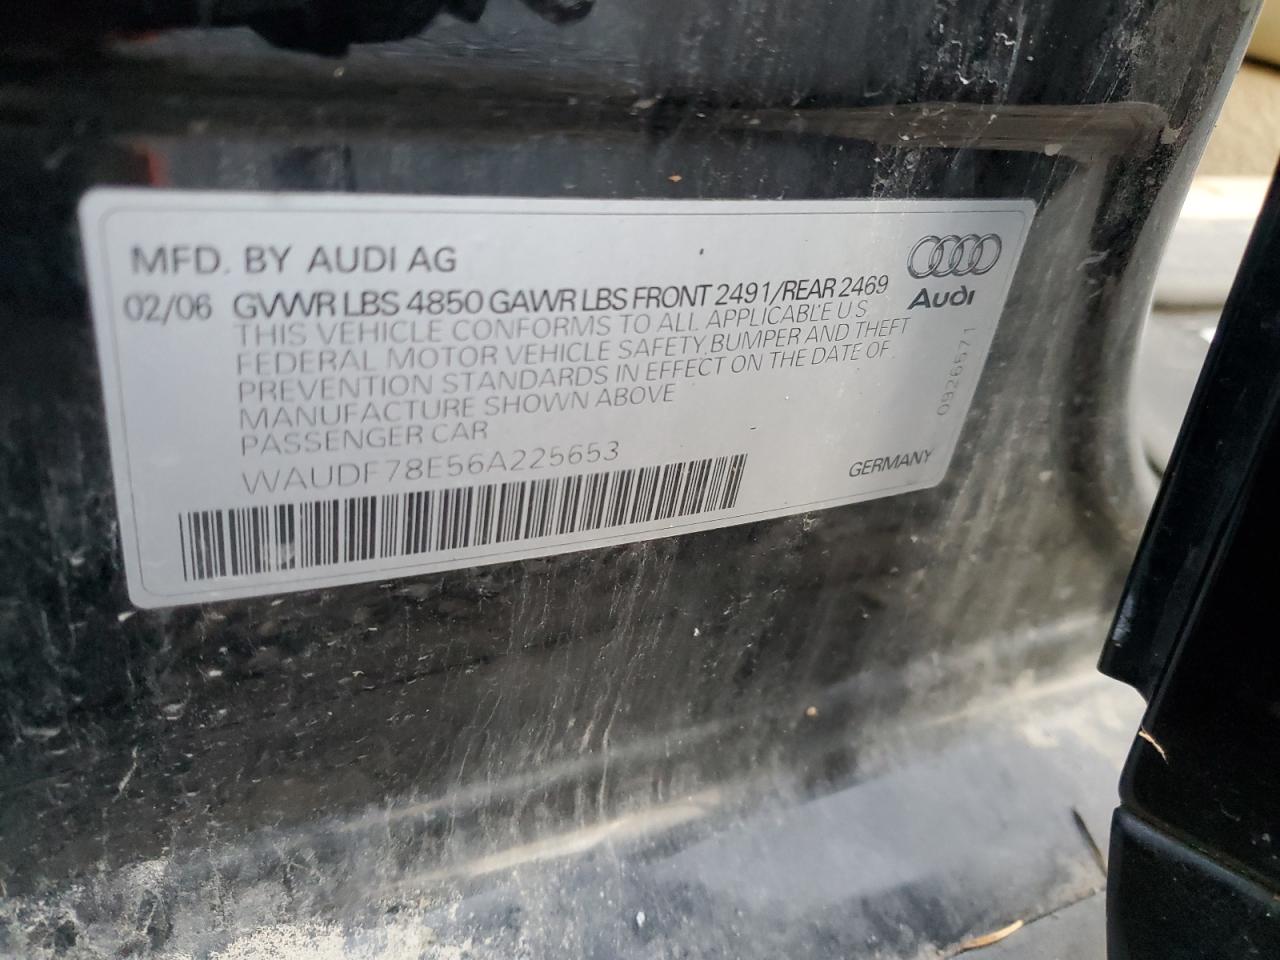 MFD. BY AUDI AG
02/06 GVWR LBS 4850 GAWR LBS FRONT 2491/REAR 2469
Audi
THIS VEHICLE CONFORMS TO ALL APPLICABLE U.S.
FEDERAL MOTOR VEHICLE SAFETY, BUMPER AND THEFT
PREVENTION STANDARDS IN EFFECT ON THE DATE OF
MANUFACTURE SHOWN ABOVE
PASSENGER CAR
WAUDF78E56A225653
GERMANY
0926571